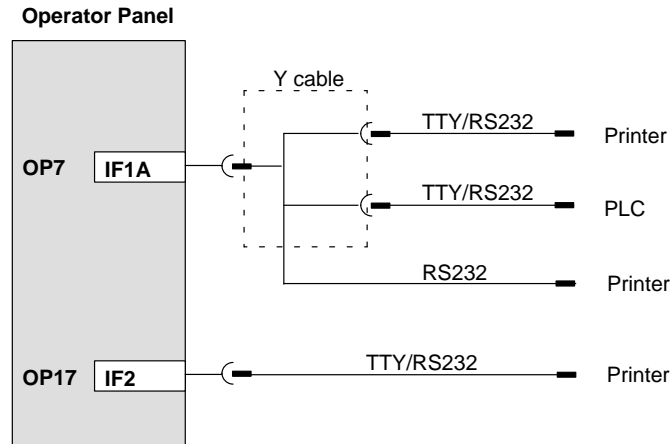 Operator Panel
Y cable
TTY/RS232
Printer
OP7
IF1A
TTY/RS232
PLC
RS232
Printer
OP17
IF2
TTY/RS232
Printer